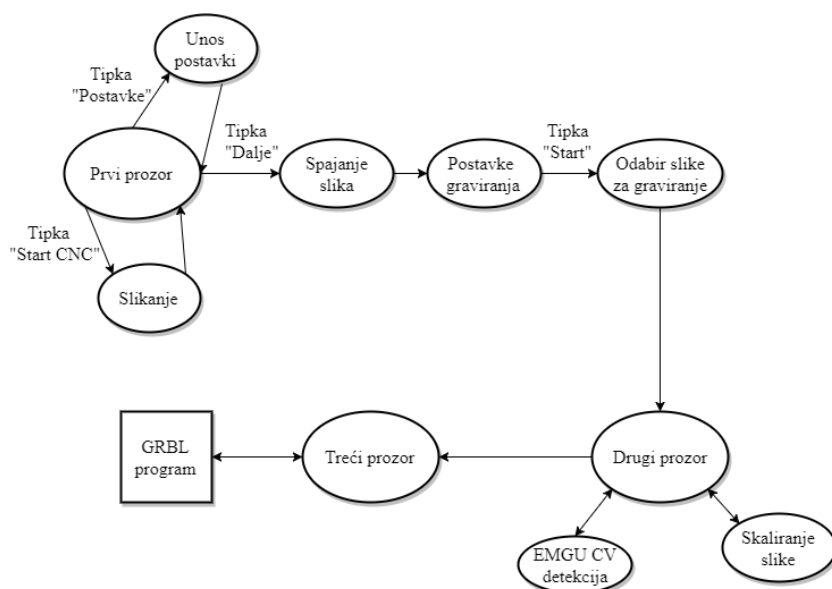 Unos
postavki
Tipka
"Postavke"
Prvi prozor
Tipka
"Dalje"
Spajanje
slika
Postavke
graviranja
Tipka
"Start"
Odabir slike
za graviranje
Tipka
"Start CNC"
Slikanje
GRBL
program
Treći prozor
Drugi prozor
EMGU CV
detekcija
Skaliranje
slike